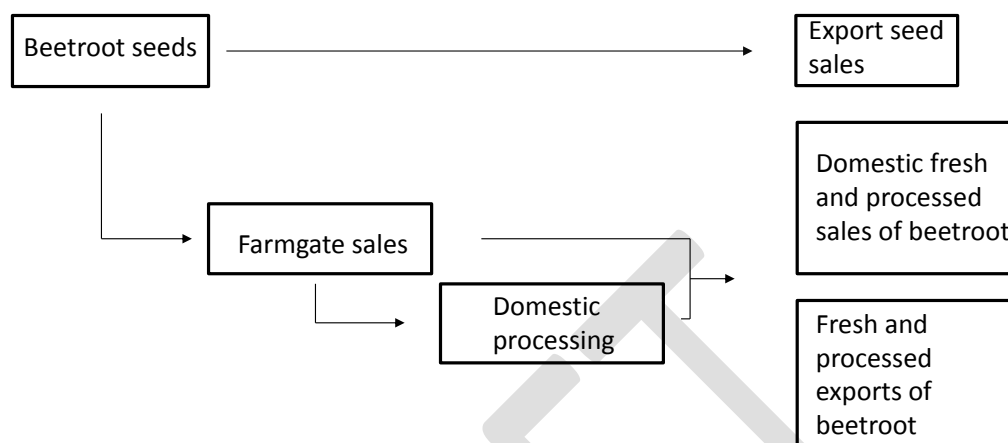 Beetroot seeds
Export seed
sales
Domestic fresh
and processed
sales of beetroot
Farmgate sales
Domestic
processing
Fresh and
processed
exports of
beetroot